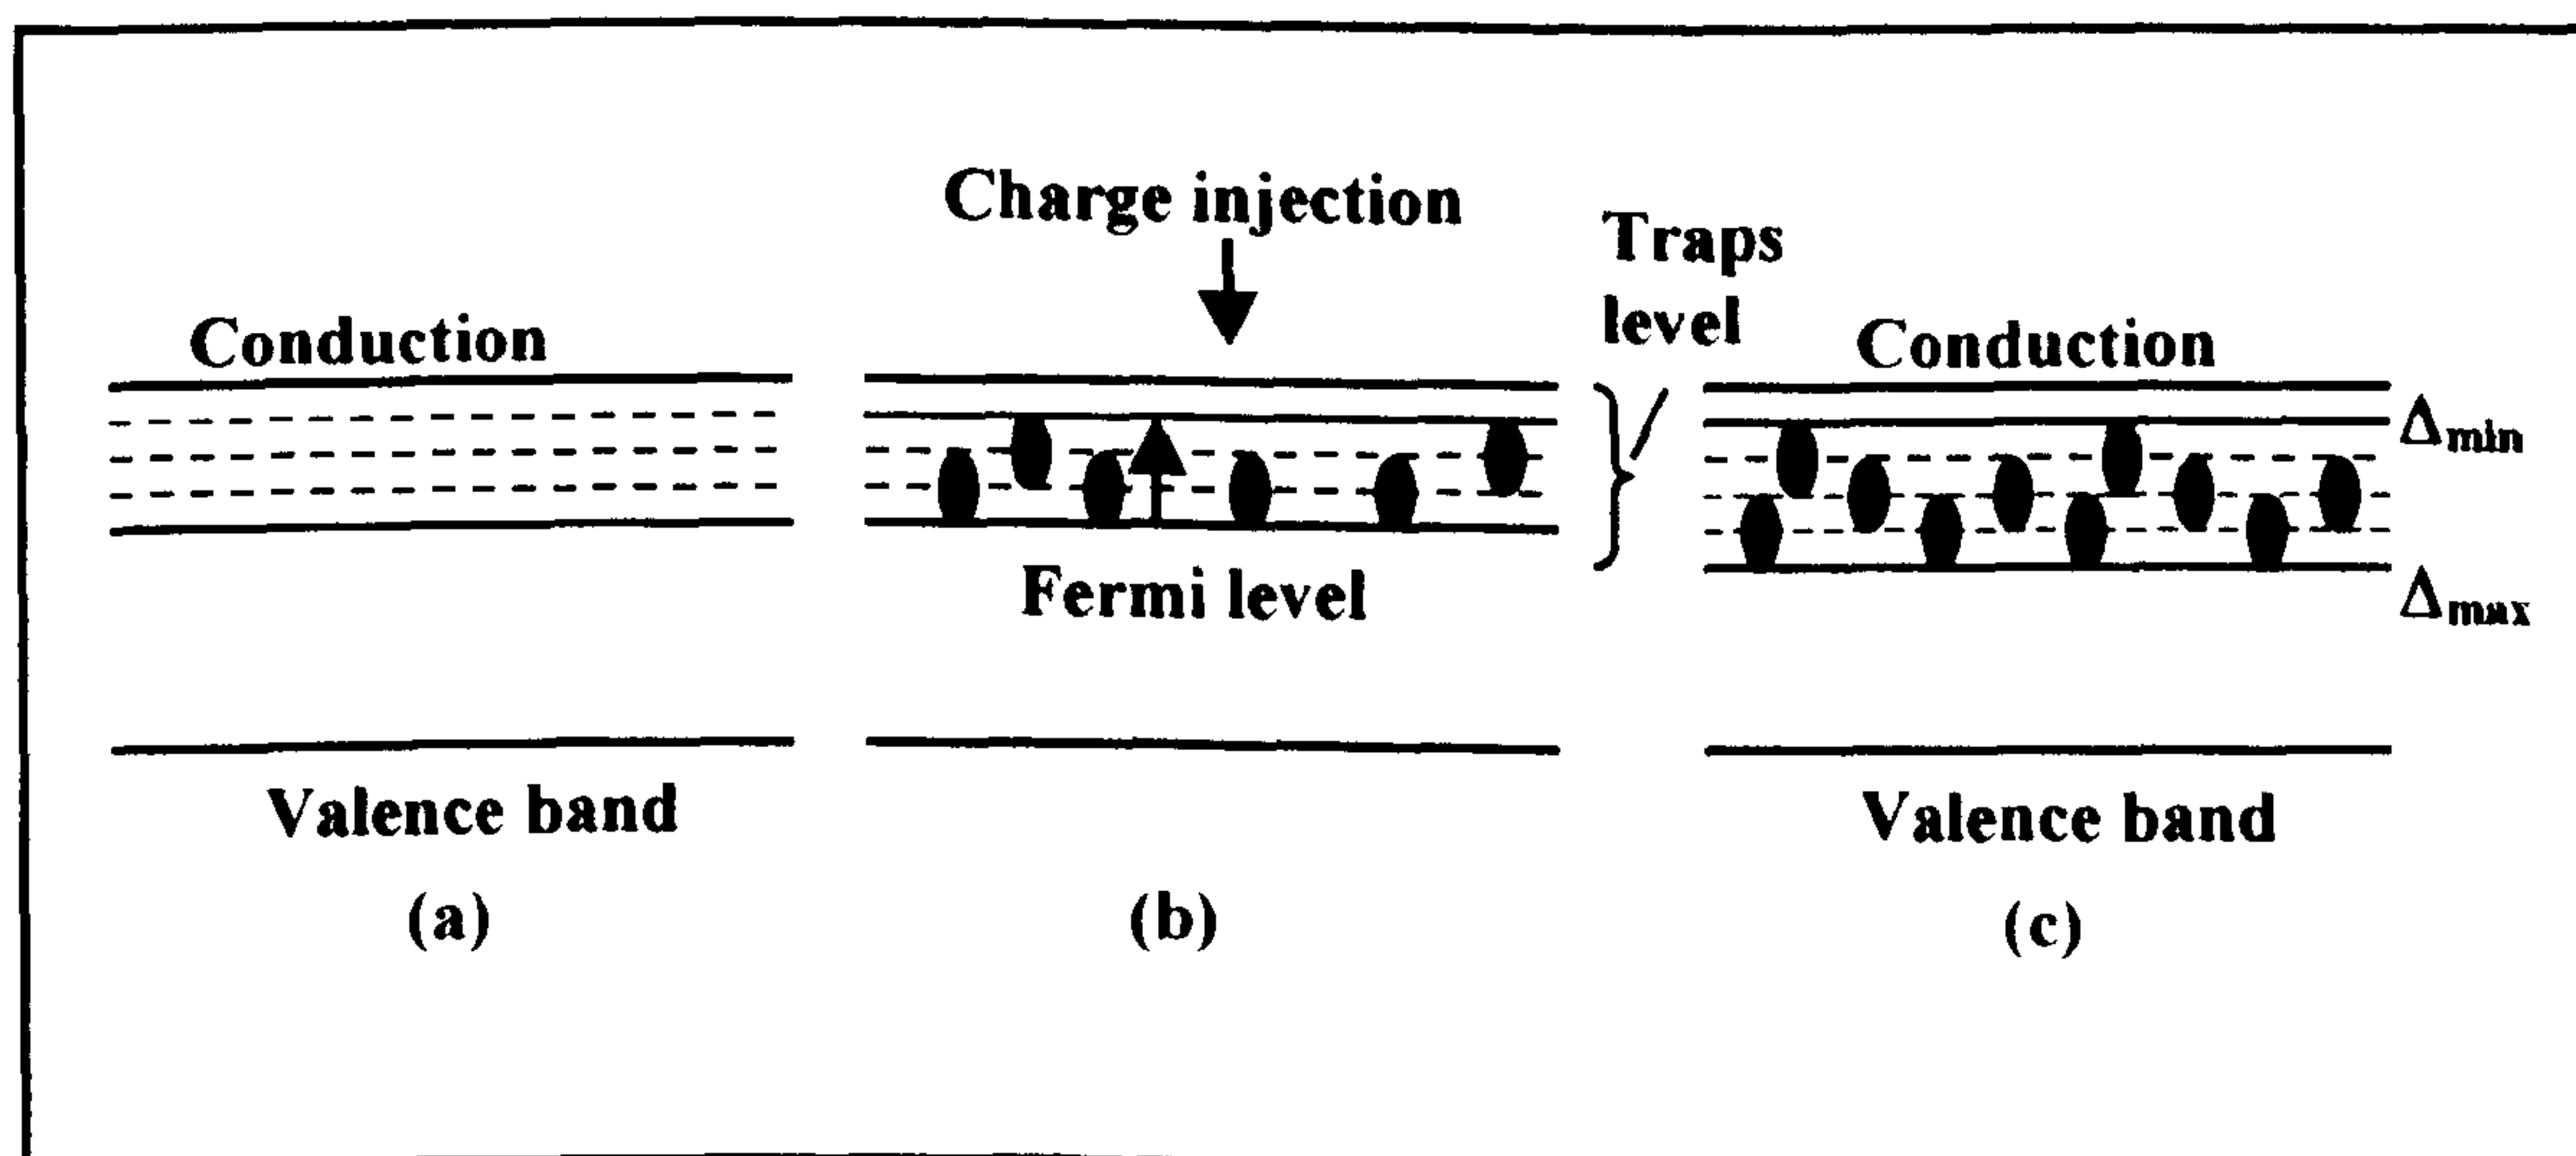 Charge injection
Traps
level
Conduction
Conduction
Δmin
Fermi level
Δmax
Valence band
Valence band
(a)
(b)
(c)